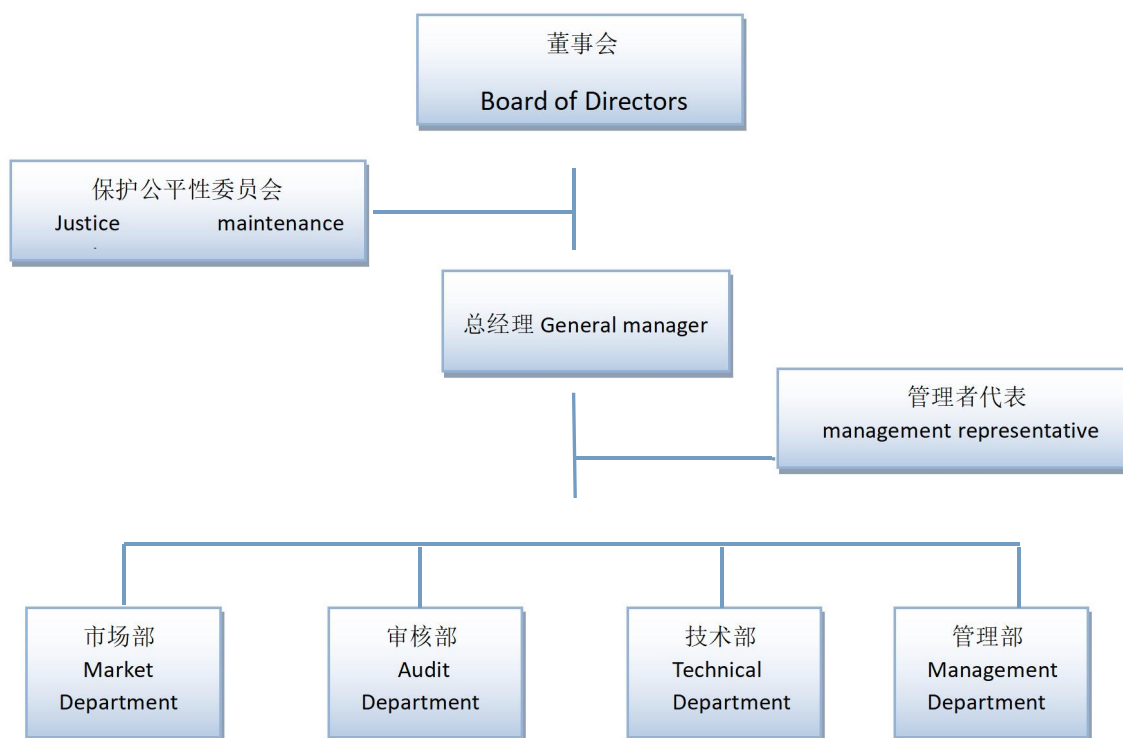 董事会
Board of Directors
保护公平性委员会
Justice maintenance
总经理 General manager
管理者代表
management representative
市场部
Market
Department
审核部
Audit
Department
技术部
Technical
Department
管理部
Management
Department